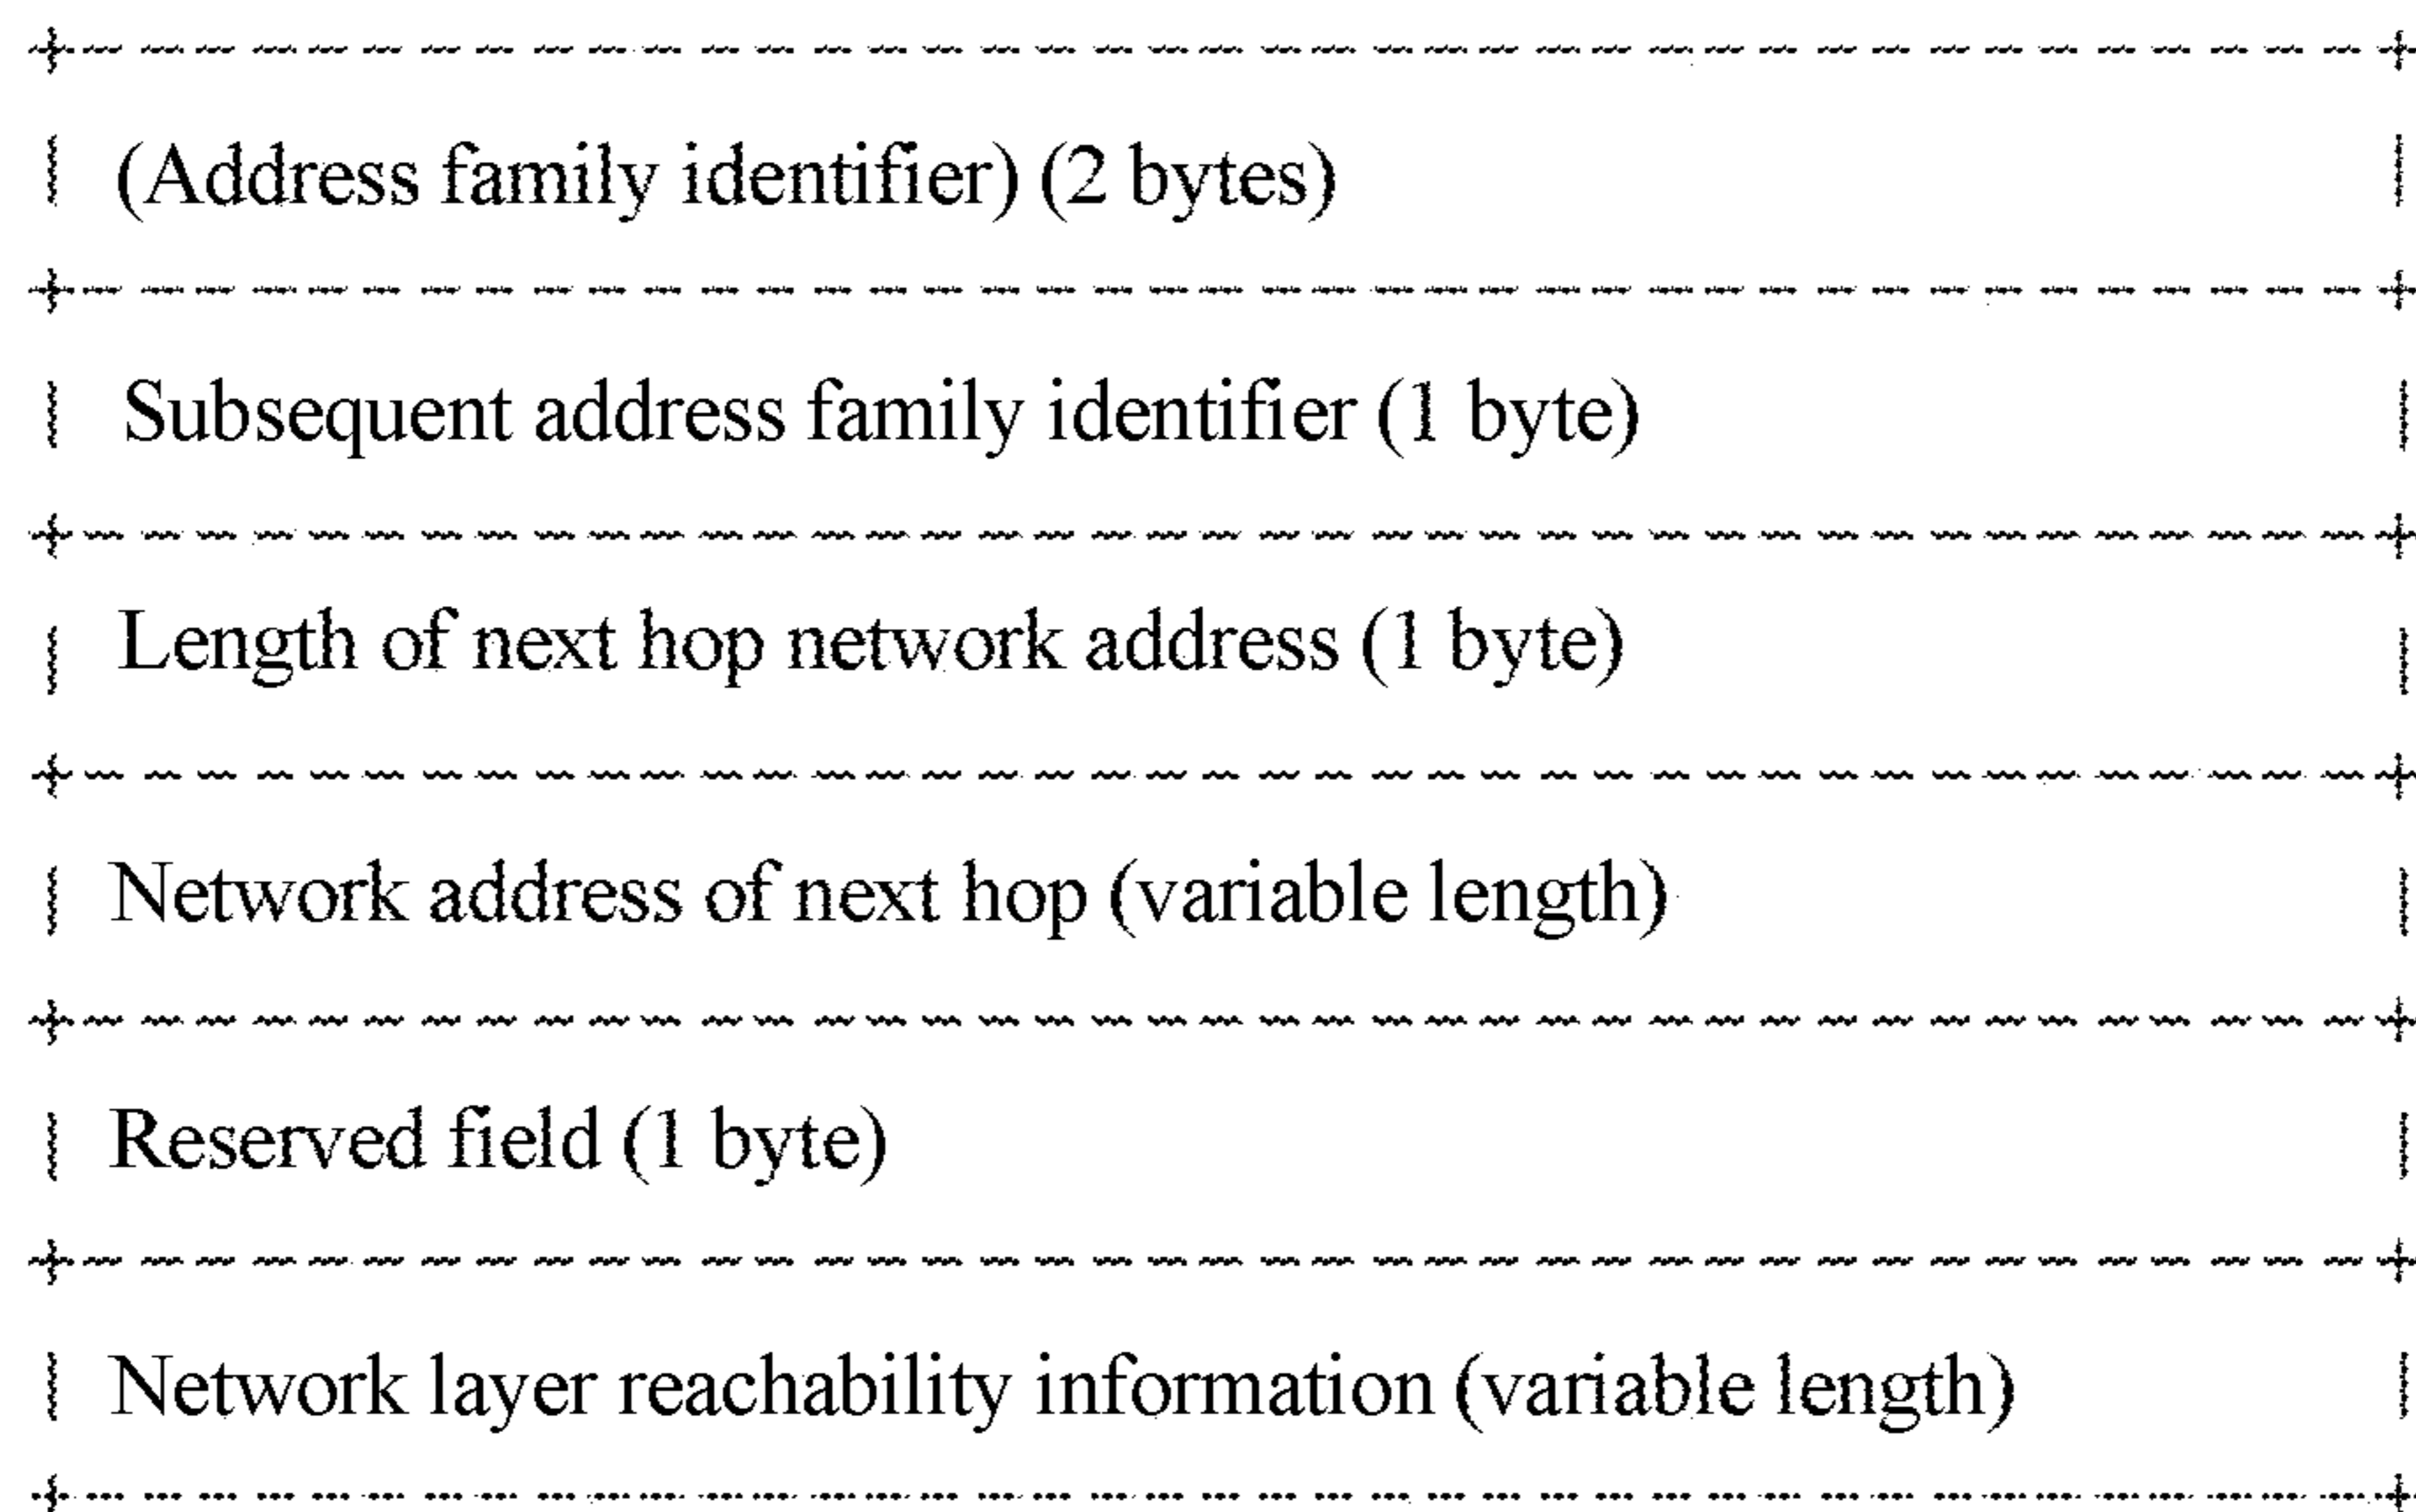 (Address family identifier) (2 bytes)
Subsequent address family identifier (1 byte)
Length of next hop network address (1 byte)
Network address of next hop (variable length)
Reserved field (1 byte)
Network layer reachability information (variable length)